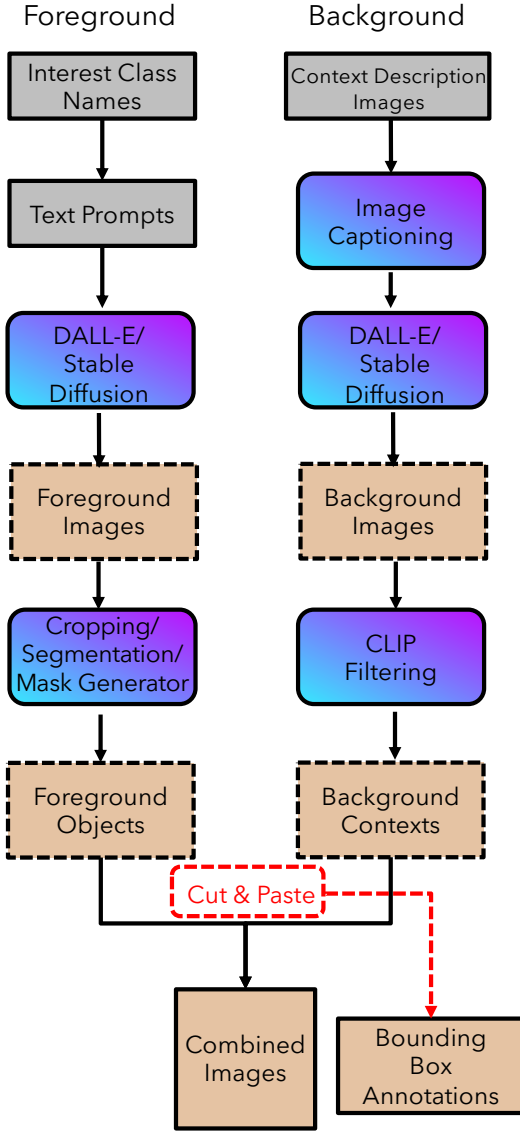 Foreground
Background
Interest Class
Names
Context Description
Images
Text Prompts
Image
Captioning
DALL-E/
Stable
Diffusion
DALL-E/
Stable
Diffusion
Foreground
Images
Background
Images
Cropping/
Segmentation/
Mask Generator
CLIP
Filtering
Foreground
Objects
Background
Contexts
Cut & Paste
Combined
Images
Bounding
Box
Annotations